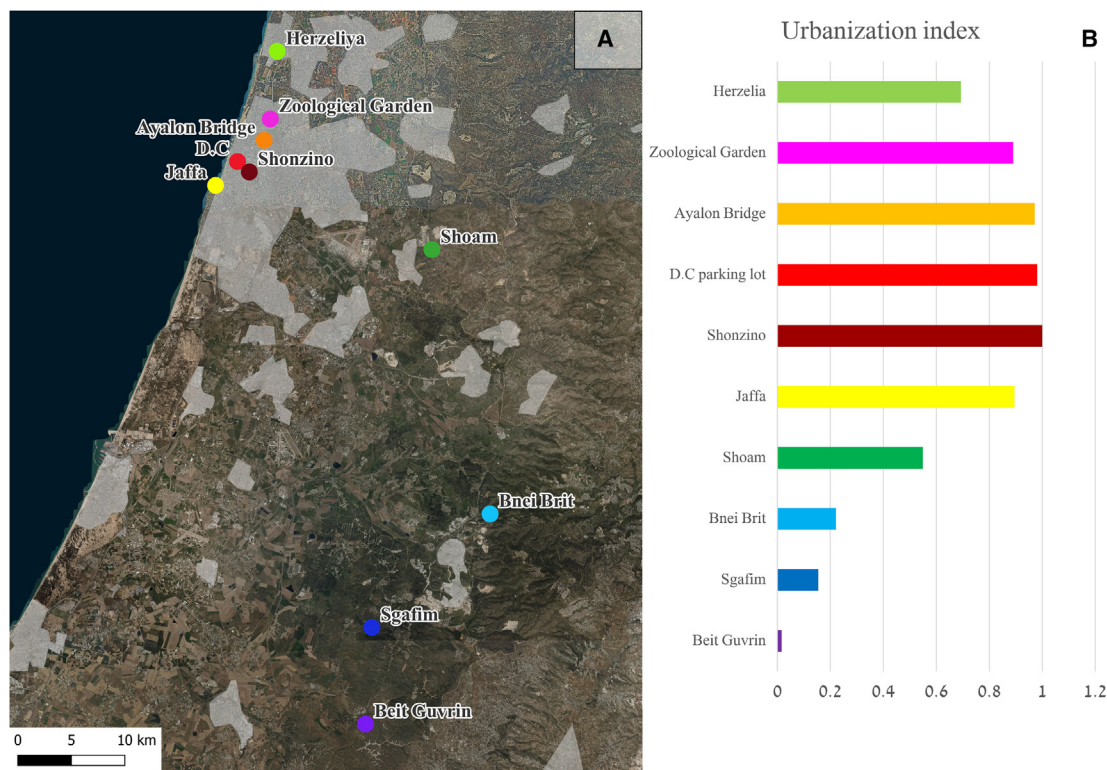 A
Herzeliya
Zoological Garden
Ayalon Bridge
D.C
Shonzino
Jaffa
Shoam
Bnei Brit
Sgafim
Beit Guvrin
0 5 10 km
Urbanization index
B
Herzelia
Zoological Garden
Ayalon Bridge
D.C parking lot
Shonzino
Jaffa
Shoam
Bnei Brit
Sgafim
Beit Guvrin
0 0.2 0.4 0.6 0.8 1 1.2